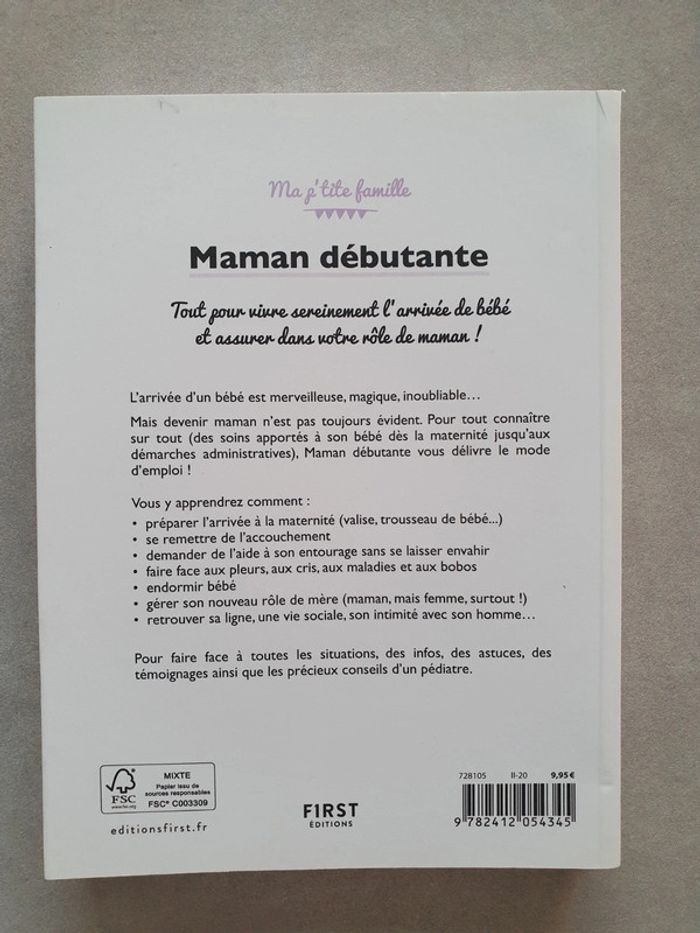 Ma p'tite famille
Maman débutante
Tout pour vivre sereinement l'arrivée de bébé
et assurer dans votre rôle de maman !
L'arrivée d'un bébé est merveilleuse, magique, inoubliable...
Mais devenir maman n'est pas toujours évident. Pour tout connaître
sur tout (des soins apportés à son bébé dès la maternité jusqu'aux
démarches administratives), Maman débutante vous délivre le mode
d'emploi !
Vous y apprendrez comment :
• préparer l'arrivée à la maternité (valise, trousseau de bébé...)
• se remettre de l'accouchement
• demander de l'aide à son entourage sans se laisser envahir
• faire face aux pleurs, aux cris, aux maladies et aux bobos
• endormir bébé
• gérer son nouveau rôle de mère (maman, mais femme, surtout !)
• retrouver sa ligne, une vie sociale, son intimité avec son homme...
Pour faire face à toutes les situations, des infos, des astuces, des
témoignages ainsi que les précieux conseils d'un pédiatre.
FSC
www.fsc.org
MIXTE
Papier issu de
sources responsables
FSC® C003309
editionsfirst.fr
FIRST
ÉDITIONS
728105 II-20 9,95 €
9 782412 054345